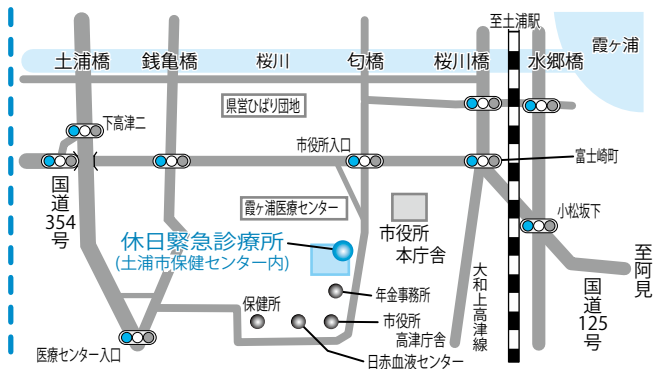 至土浦駅
霞ヶ浦
土浦橋
銭亀橋
桜川
匂橋
桜川橋
水郷橋
県営ひばり団地
下高津二
市役所入口
富士崎町
国道354号
霞ヶ浦医療センター
市役所
本庁舎
小松坂下
休日緊急診療所
(土浦市保健センター内)
至阿見
大和上高津線
国道125号
年金事務所
保健所
市役所
高津庁舎
医療センター入口
日赤血液センター